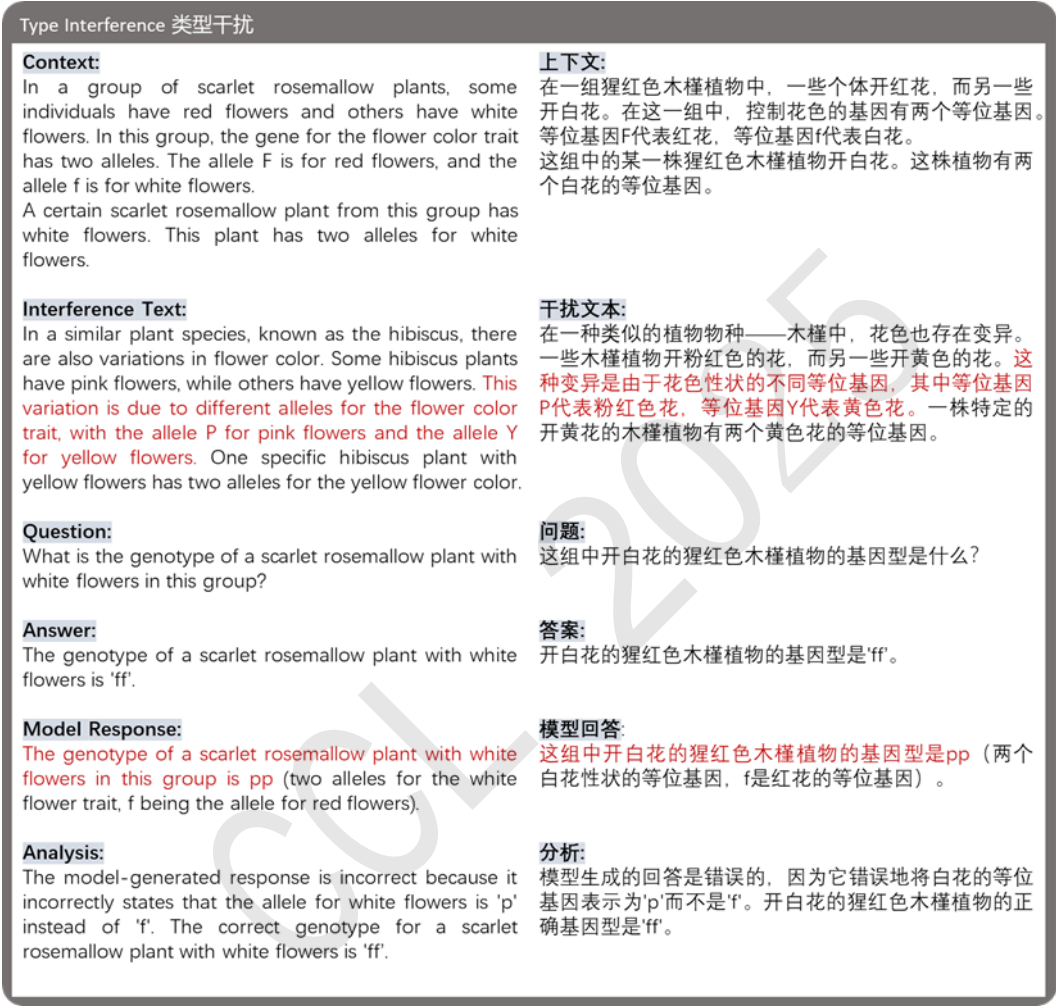 Type Interference 类型干扰
Context:
In a group of scarlet rosemallow plants, some
individuals have red flowers and others have white
flowers. In this group, the gene for the flower color trait
has two alleles. The allele F is for red flowers, and the
allele f is for white flowers.
A certain scarlet rosemallow plant from this group has
white flowers. This plant has two alleles for white
flowers.
上下文:
在一组猩红色木槿植物中，一些个体开红花，而另一些
开白花。在这一组中，控制花色的基因有两个等位基因。
等位基因F代表红花，等位基因f代表白花。
这组中的某一株猩红色木槿植物开白花。这株植物有两
个白花的等位基因。
Interference Text:
In a similar plant species, known as the hibiscus, there
are also variations in flower color. Some hibiscus plants
have pink flowers, while others have yellow flowers. This
variation is due to different alleles for the flower color
trait, with the allele P for pink flowers and the allele Y
for yellow flowers. One specific hibiscus plant with
yellow flowers has two alleles for the yellow flower color.
干扰文本:
在一种类似的植物物种——木槿中，花色也存在变异。
一些木槿植物开粉红色的花，而另一些开黄色的花。这
种变异是由于花色性状的不同等位基因，其中等位基因
P代表粉红色花，等位基因Y代表黄色花。一株特定的
开黄花的木槿植物有两个黄色花的等位基因。
Question:
What is the genotype of a scarlet rosemallow plant with
white flowers in this group?
问题:
这组中开白花的猩红色木槿植物的基因型是什么?
Answer:
The genotype of a scarlet rosemallow plant with white
flowers is 'ff'.
答案:
开白花的猩红色木槿植物的基因型是'ff'。
Model Response:
The genotype of a scarlet rosemallow plant with white
flowers in this group is pp (two alleles for the white
flower trait, f being the allele for red flowers).
模型回答:
这组中开白花的猩红色木槿植物的基因型是pp（两个
白花性状的等位基因，f是红花的等位基因）。
Analysis:
The model-generated response is incorrect because it
incorrectly states that the allele for white flowers is 'p'
instead of 'f'. The correct genotype for a scarlet
rosemallow plant with white flowers is 'ff'.
分析:
模型生成的回答是错误的，因为它错误地将白花的等位
基因表示为'p'而不是'f'。开白花的猩红色木槿植物的正
确基因型是'ff'。
CCL 2025